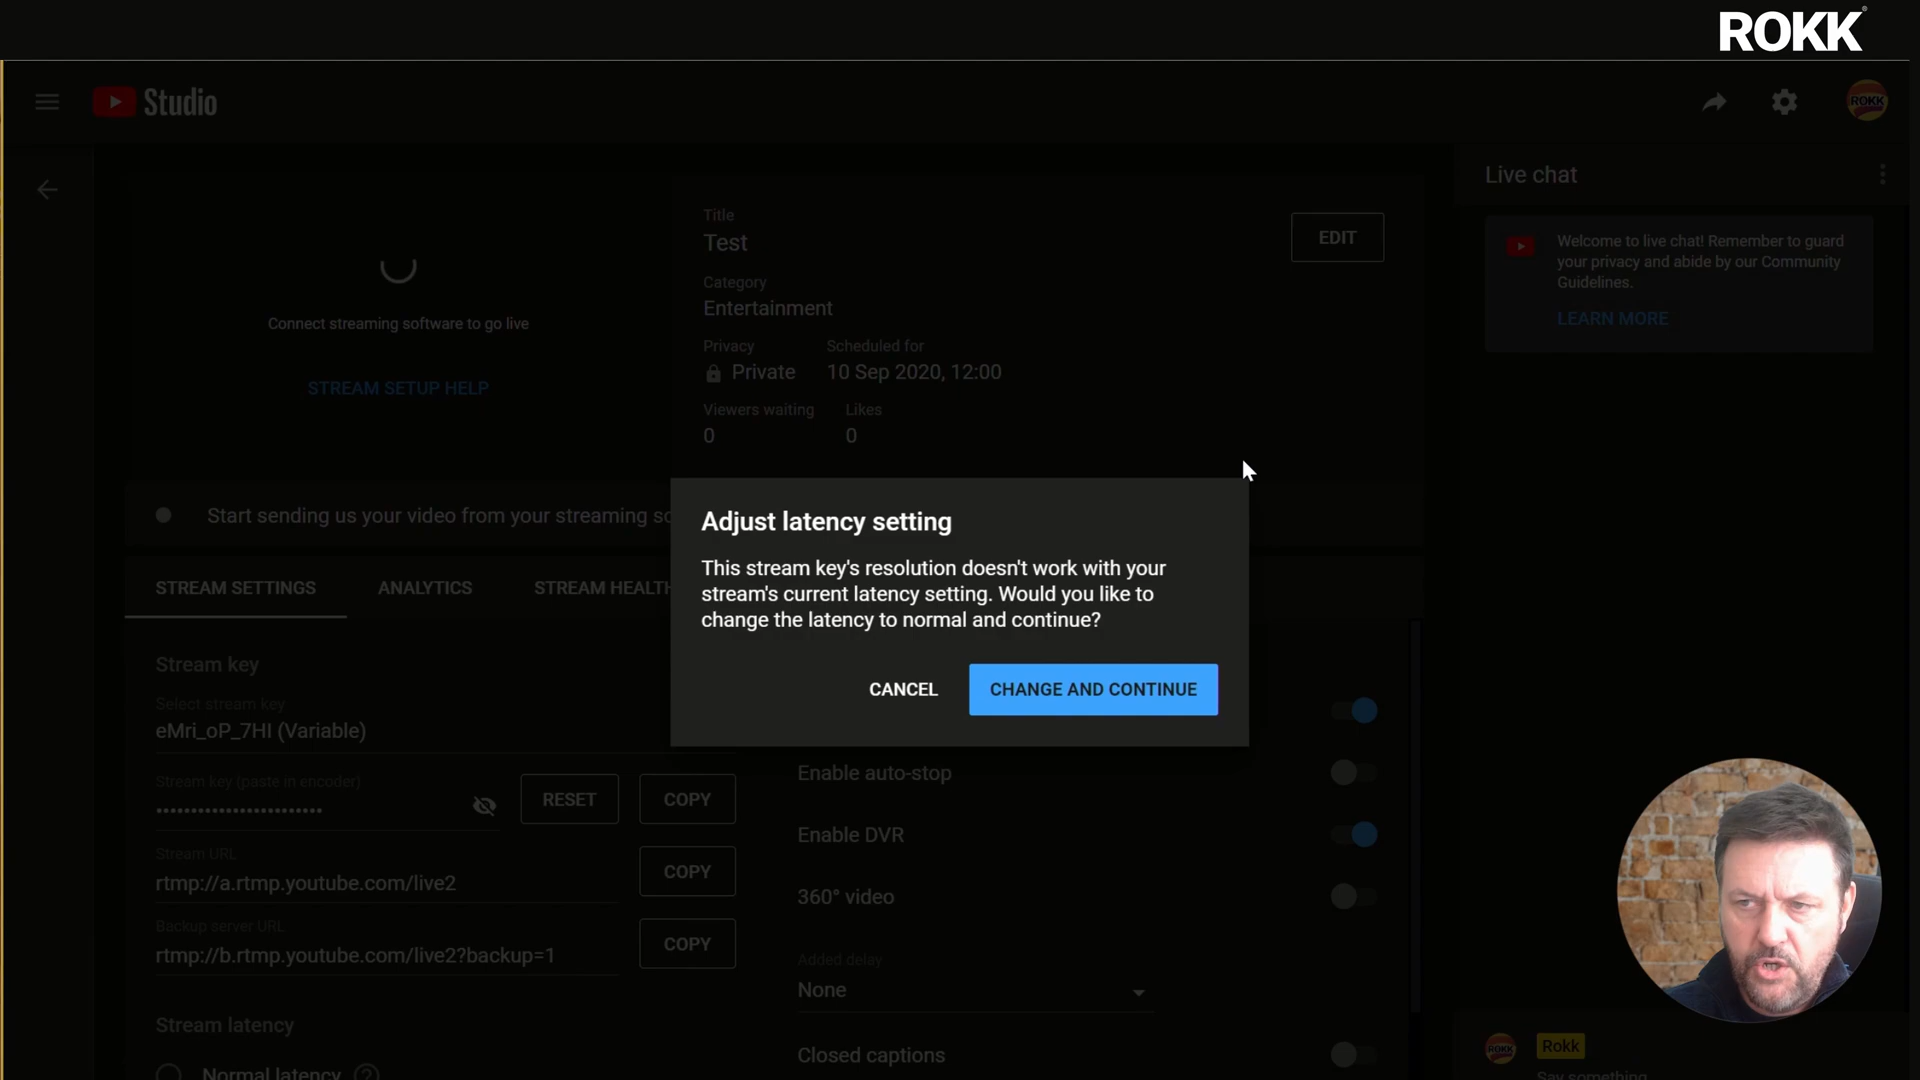 ROKK
Studio
Live chat
Title
Test
EDIT
Category
Entertainment
Privacy
Private
Scheduled for
10 Sep 2020, 12:00
Viewers waiting
0
Likes
0
Connect streaming software to go live
STREAM SETUP HELP
Welcome to live chat! Remember to guard
your privacy and abide by our Community
Guidelines.
LEARN MORE
Start sending us your video from your streaming
Adjust latency setting
This stream key's resolution doesn't work with your
stream's current latency setting. Would you like to
change the latency to normal and continue?
CANCEL
CHANGE AND CONTINUE
STREAM SETTINGS
ANALYTICS
STREAM HEALTH
Stream key
Select stream key
eMri_oP_7HI (Variable)
Stream key (paste in encoder)
•••••••••••••••••••••••
RESET
COPY
Stream URL
rtmp://a.rtmp.youtube.com/live2
COPY
Backup server URL
rtmp://b.rtmp.youtube.com/live2?backup=1
COPY
Stream latency
Normal latency
Enable auto-stop
Enable DVR
360° video
Added delay
None
Closed captions
ROKK
ROKK
Rokk
Say something